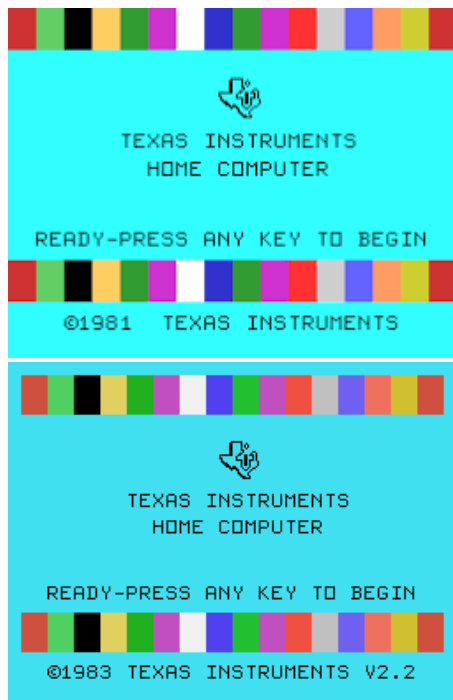 TEXAS INSTRUMENTS
HOME COMPUTER
READY-PRESS ANY KEY TO BEGIN
©1981 TEXAS INSTRUMENTS
TEXAS INSTRUMENTS
HOME COMPUTER
READY-PRESS ANY KEY TO BEGIN
©1983 TEXAS INSTRUMENTS V2.2